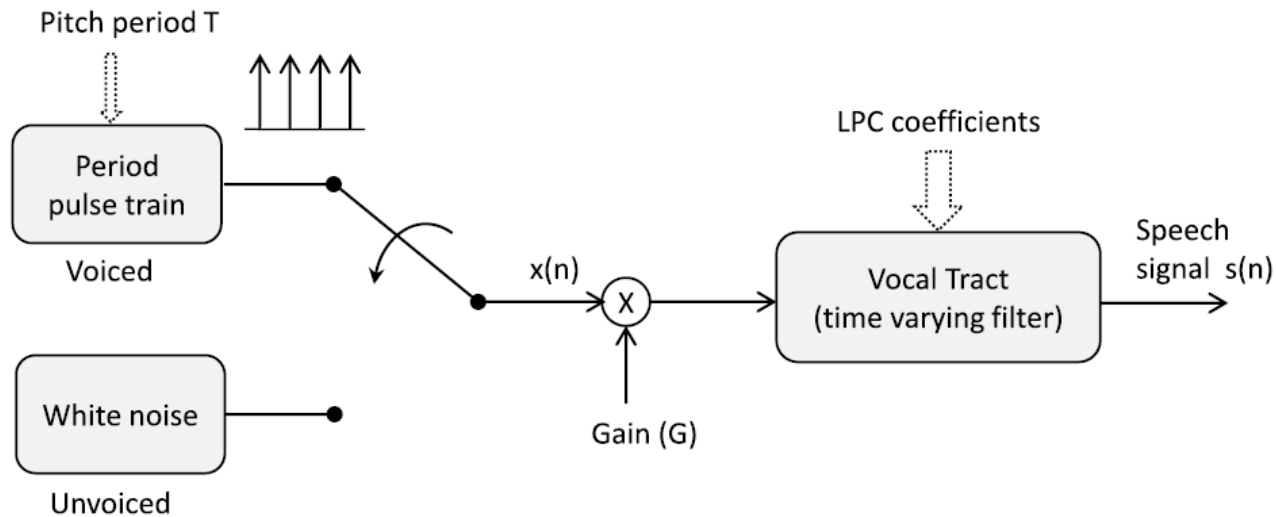 Pitch period T
Period
pulse train
Voiced
White noise
Unvoiced
x(n)
X
Gain (G)
LPC coefficients
Vocal Tract
(time varying filter)
Speech
signal s(n)